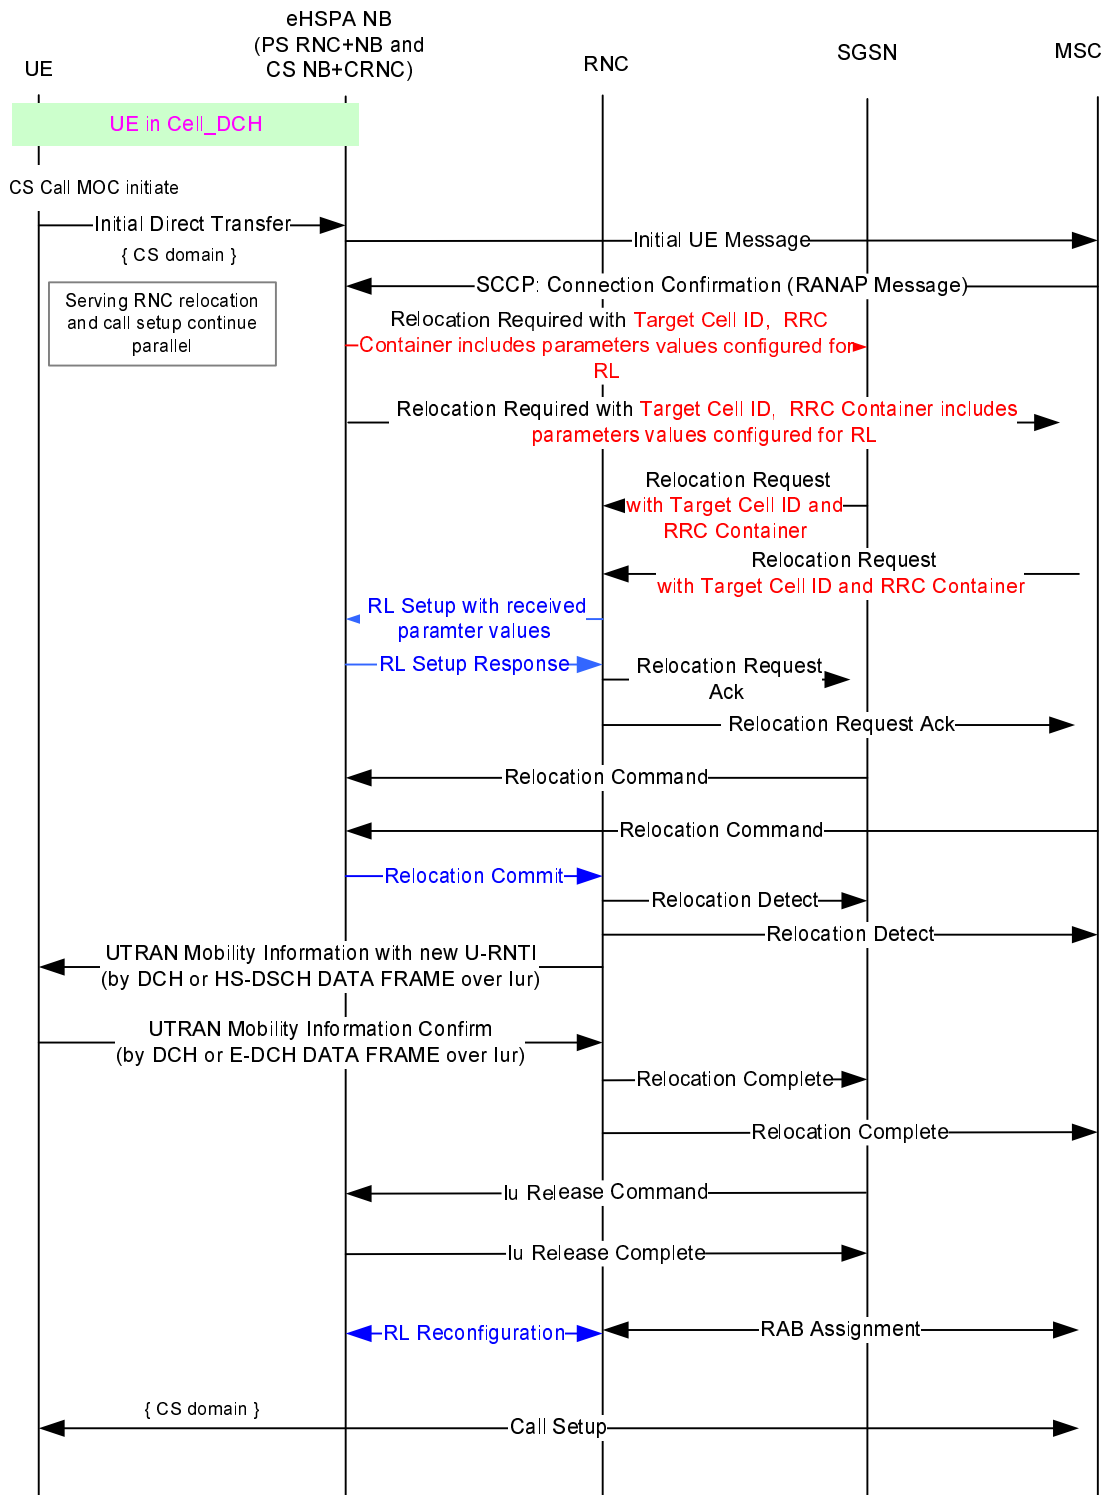 eHSPA NB
(PS RNC+NB and
CS NB+CRNC)
UE
RNC
SGSN
MSC
UE in Cell_DCH
CS Call MOC initiate
Initial Direct Transfer
{ CS domain }
Initial UE Message
SCCP: Connection Confirmation (RANAP Message)
Serving RNC relocation
and call setup continue
parallel
Relocation Required with Target Cell ID, RRC
Container includes parameters values configured for
RL
Relocation Required with Target Cell ID, RRC Container includes
parameters values configured for RL
Relocation Request
with Target Cell ID and
RRC Container
Relocation Request
with Target Cell ID and RRC Container
RL Setup with received
paramter values
RL Setup Response
Relocation Request
Ack
Relocation Request Ack
Relocation Command
Relocation Command
Relocation Commit
Relocation Detect
Relocation Detect
UTRAN Mobility Information with new U-RNTI
(by DCH or HS-DSCH DATA FRAME over Iur)
UTRAN Mobility Information Confirm
(by DCH or E-DCH DATA FRAME over Iur)
Relocation Complete
Relocation Complete
Iu Release Command
Iu Release Complete
RL Reconfiguration
RAB Assignment
{ CS domain }
Call Setup